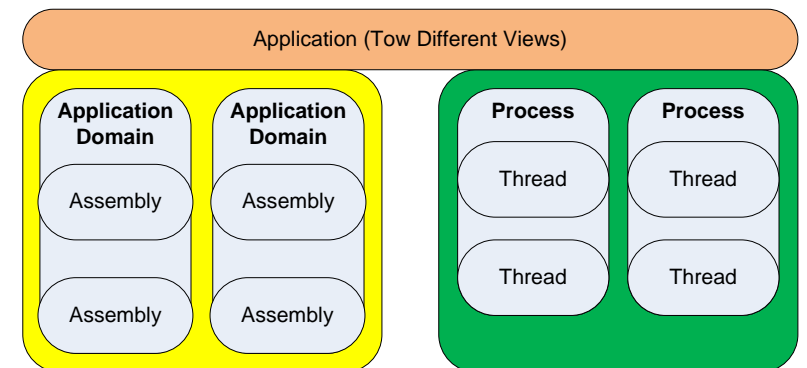 Application (Tow Different Views)
Application
Domain
Assembly
Assembly
Application
Domain
Assembly
Assembly
Process
Thread
Thread
Process
Thread
Thread